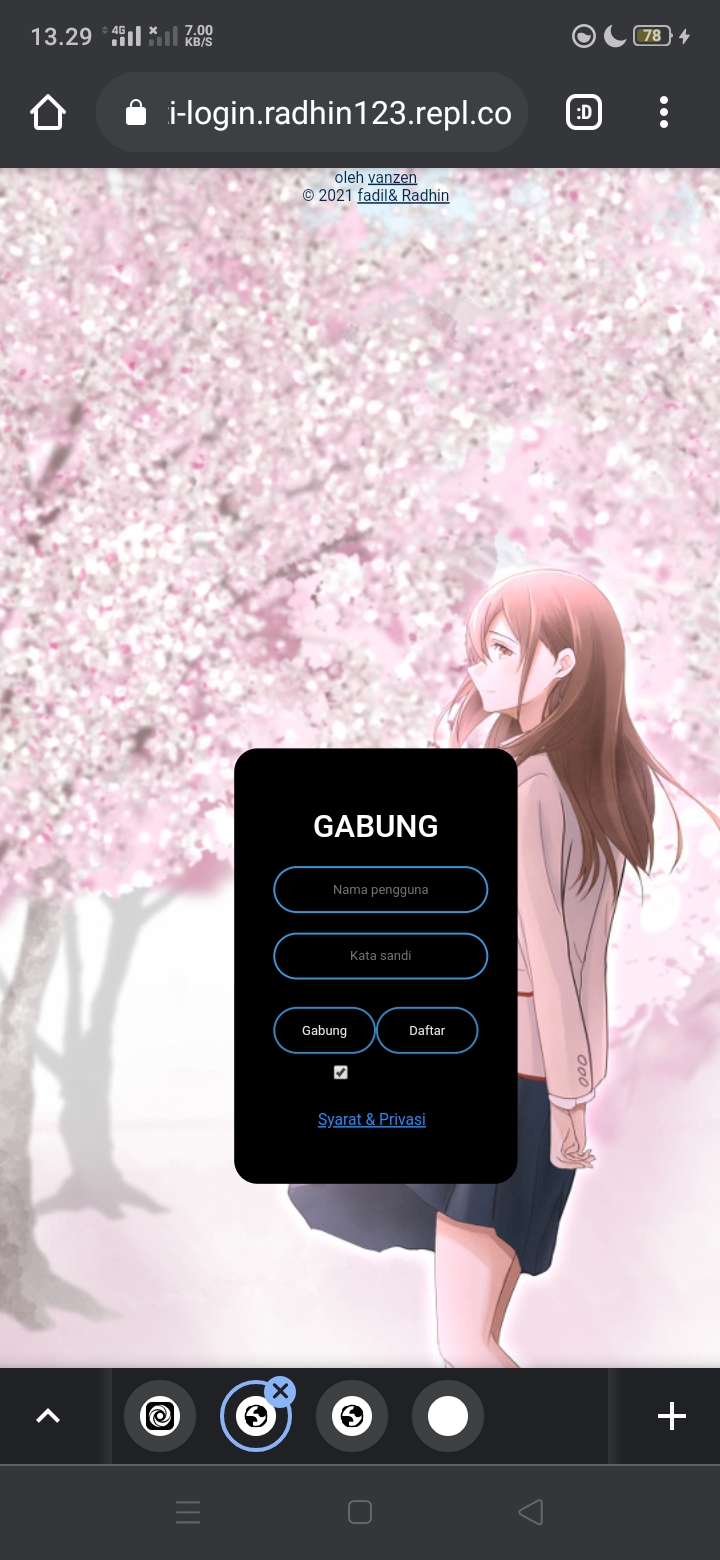 13.29 4G 7.00 KB/S 78
i-login.radhin123.repl.co :D
oleh vanzen
© 2021 fadil& Radhin
GABUNG
Nama pengguna
Kata sandi
Gabung Daftar
Syarat & Privasi